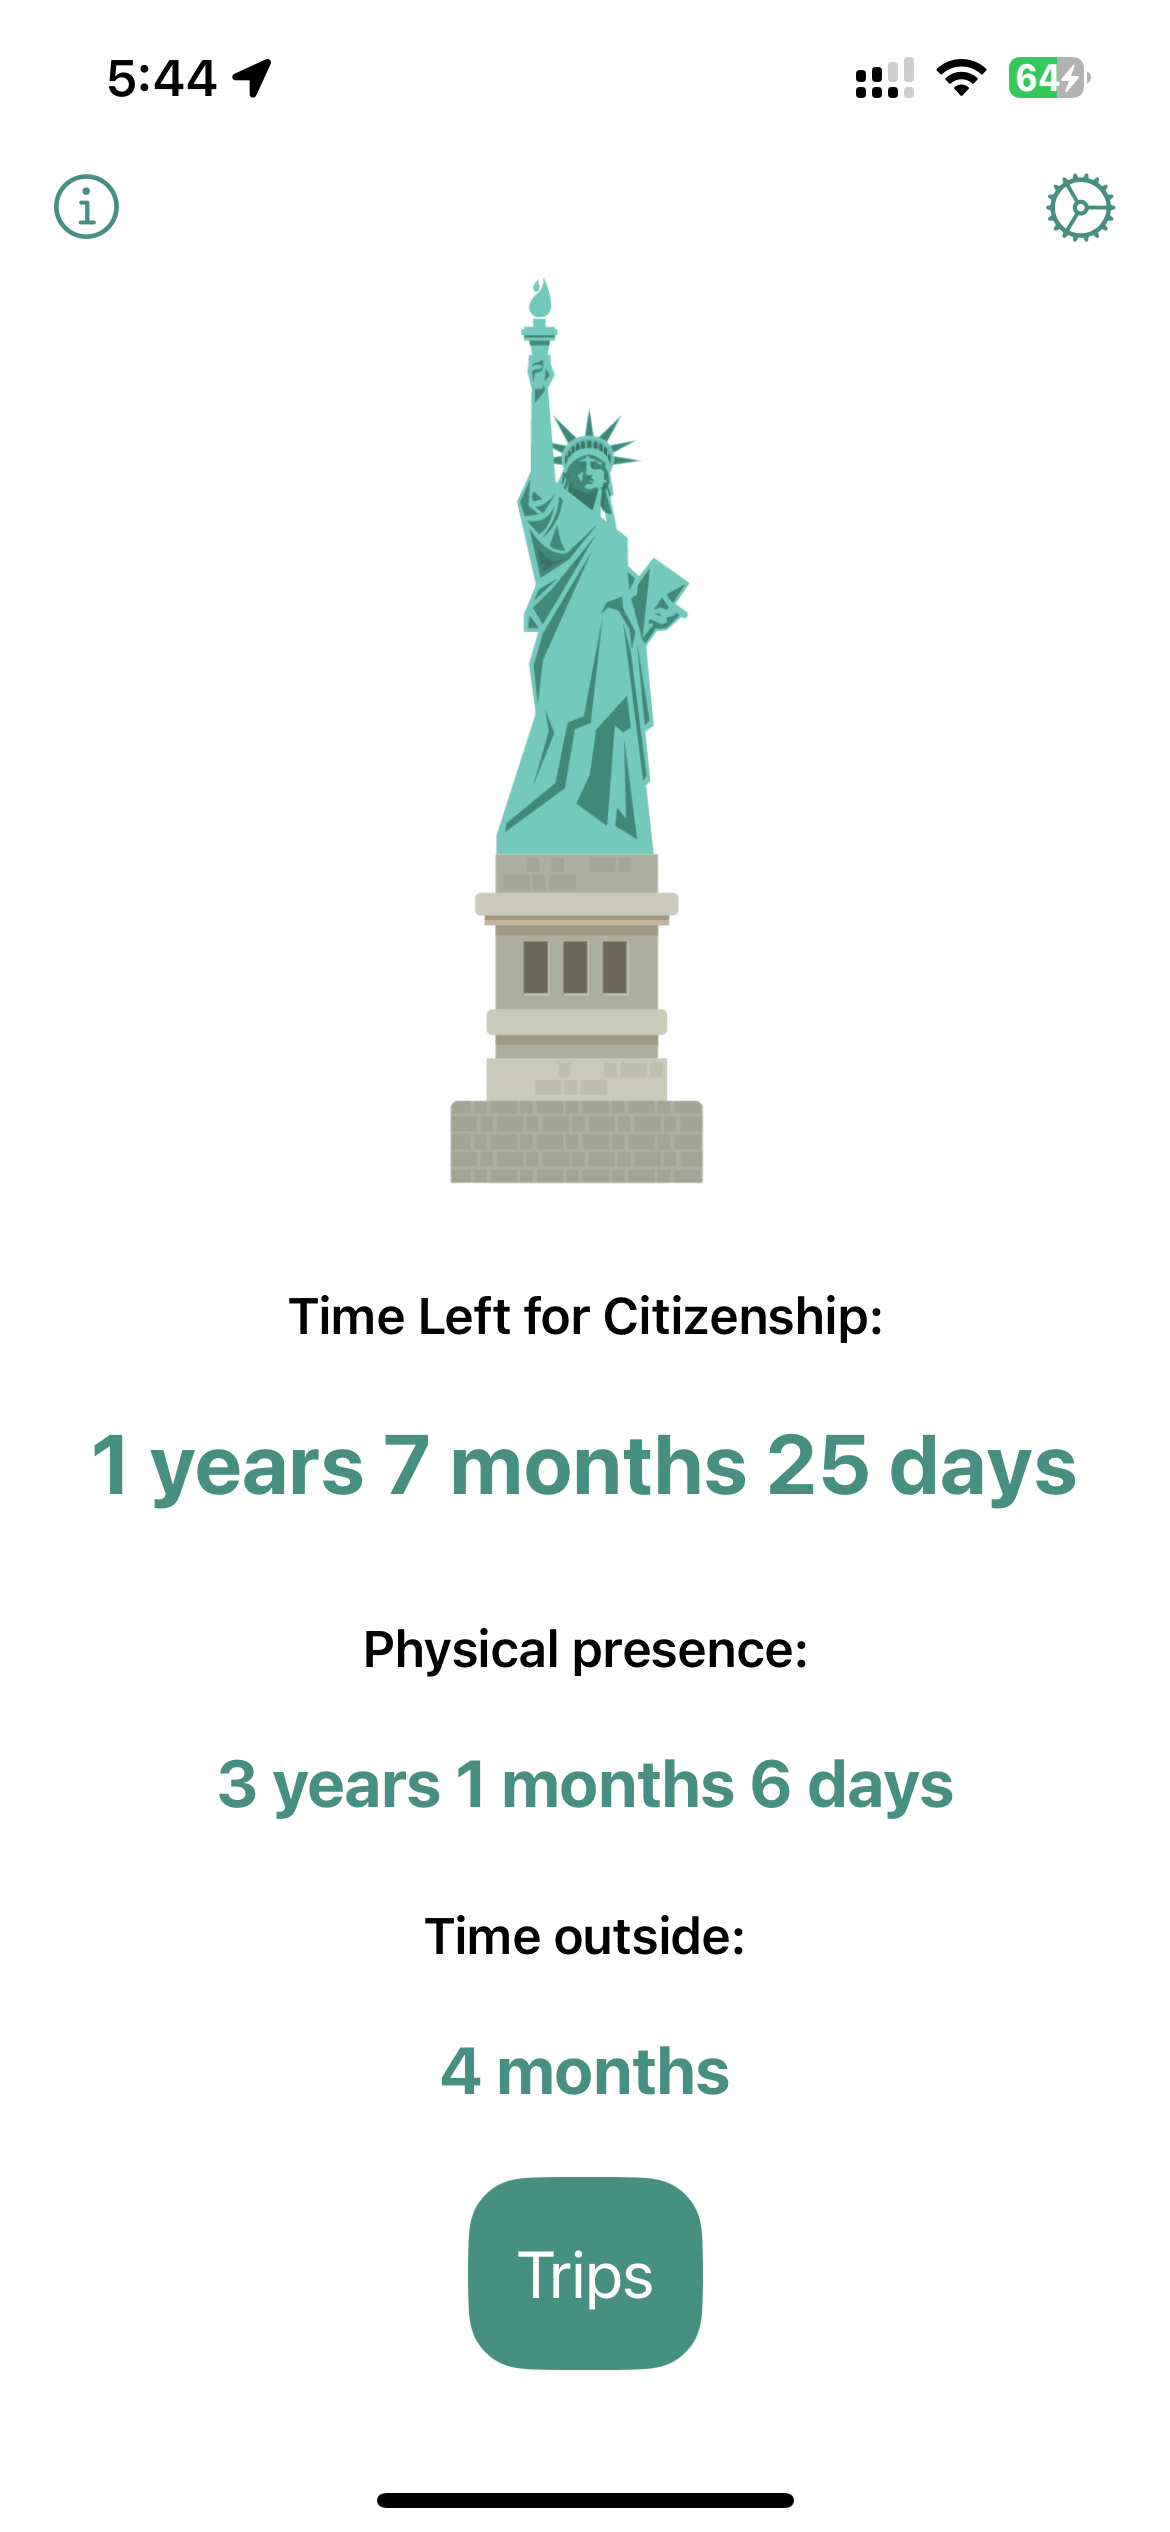 5:44
64
Time Left for Citizenship:
1 years 7 months 25 days
Physical presence:
3 years 1 months 6 days
Time outside:
4 months
Trips